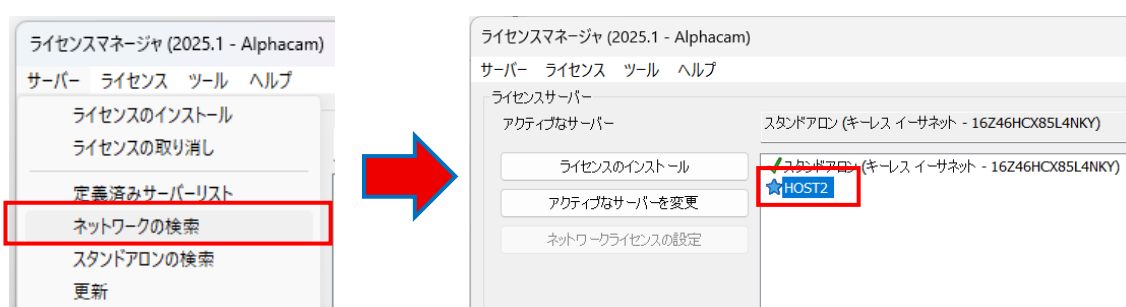 ライセンスマネージャ (2025.1 - Alphacam)
サーバー ライセンス ツール ヘルプ
ライセンスのインストール
ライセンスの取り消し
定義済みサーバーリスト
ネットワークの検索
スタンドアロンの検索
更新
ライセンスマネージャ (2025.1 - Alphacam)
サーバー ライセンス ツール ヘルプ
ライセンスサーバー
アクティブなサーバー
スタンドアロン (キーレス イーサネット - 16Z46HCX85L4NKY)
ライセンスのインストール
アクティブなサーバーを変更
ネットワークライセンスの設定
スタンドアロン (キーレス イーサネット - 16Z46HCX85L4NKY)
HOST2